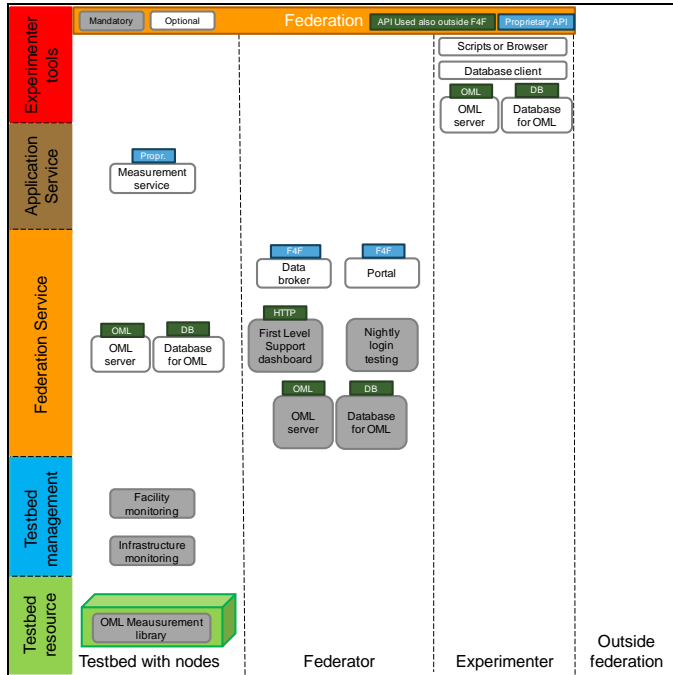 Mandatory
Optional
Federation
API Used also outside F4F
Proprietary API
Experimenter
tools
Scripts or Browser
Database client
OML
DB
OML
server
Database
for OML
Application
Service
Propr.
Measurement
service
Federation Service
F4F
F4F
Data
broker
Portal
HTTP
First Level
Support
dashboard
Nightly
login
testing
OML
DB
OML
server
Database
for OML
OML
DB
OML
server
Database
for OML
Testbed
management
Facility
monitoring
Infrastructure
monitoring
Testbed
resource
OML Meausurement
library
Testbed with nodes
Federator
Experimenter
Outside
federation